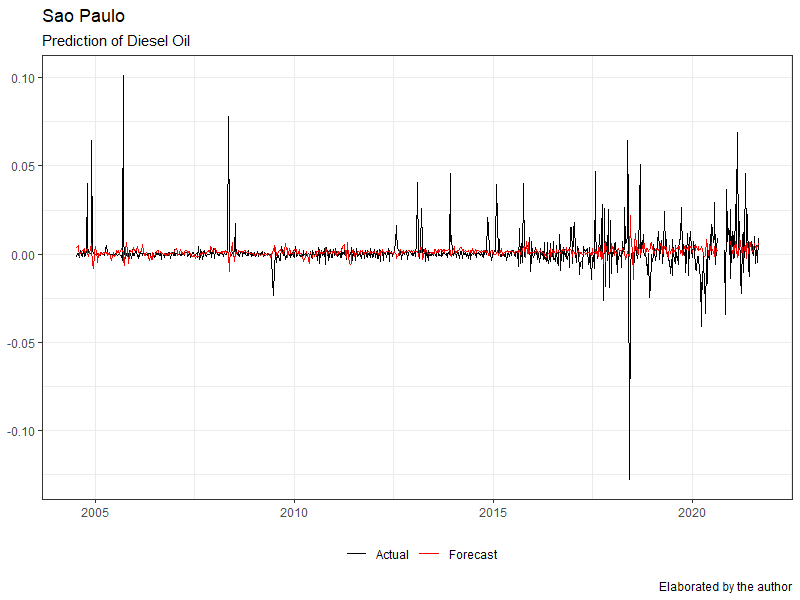 Sao Paulo
Prediction of Diesel Oil
0.10
0.05
0.00
-0.05
-0.10
2005 2010 2015 2020
Actual Forecast
Elaborated by the author